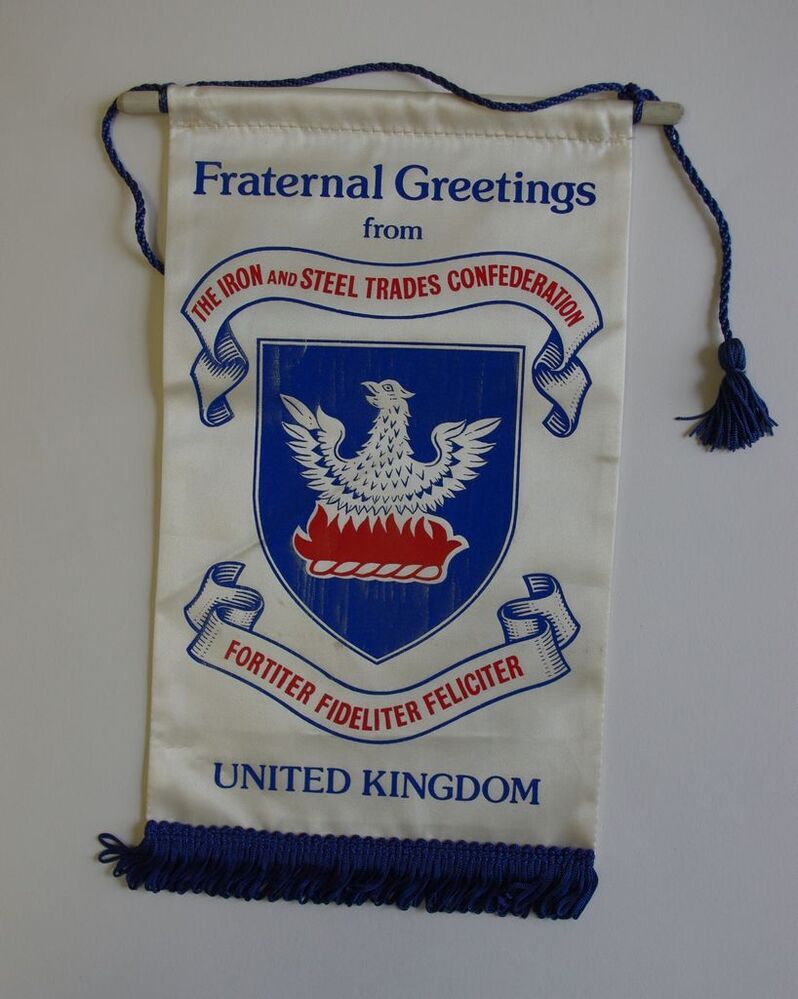 Fraternal Greetings
from
THE IRON AND STEEL TRADES CONFEDERATION
FORTITER FIDELITER FELICITER
UNITED KINGDOM